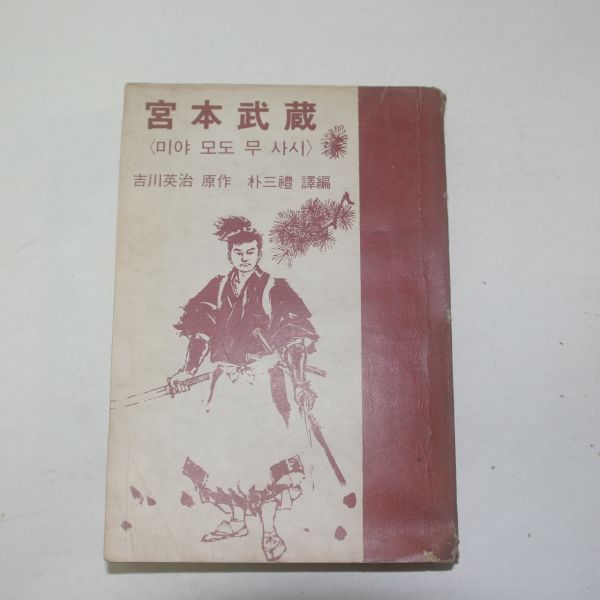 宮本武蔵
〈미야 모도 무 사시〉
吉川英治 原作 朴三禮 譯編